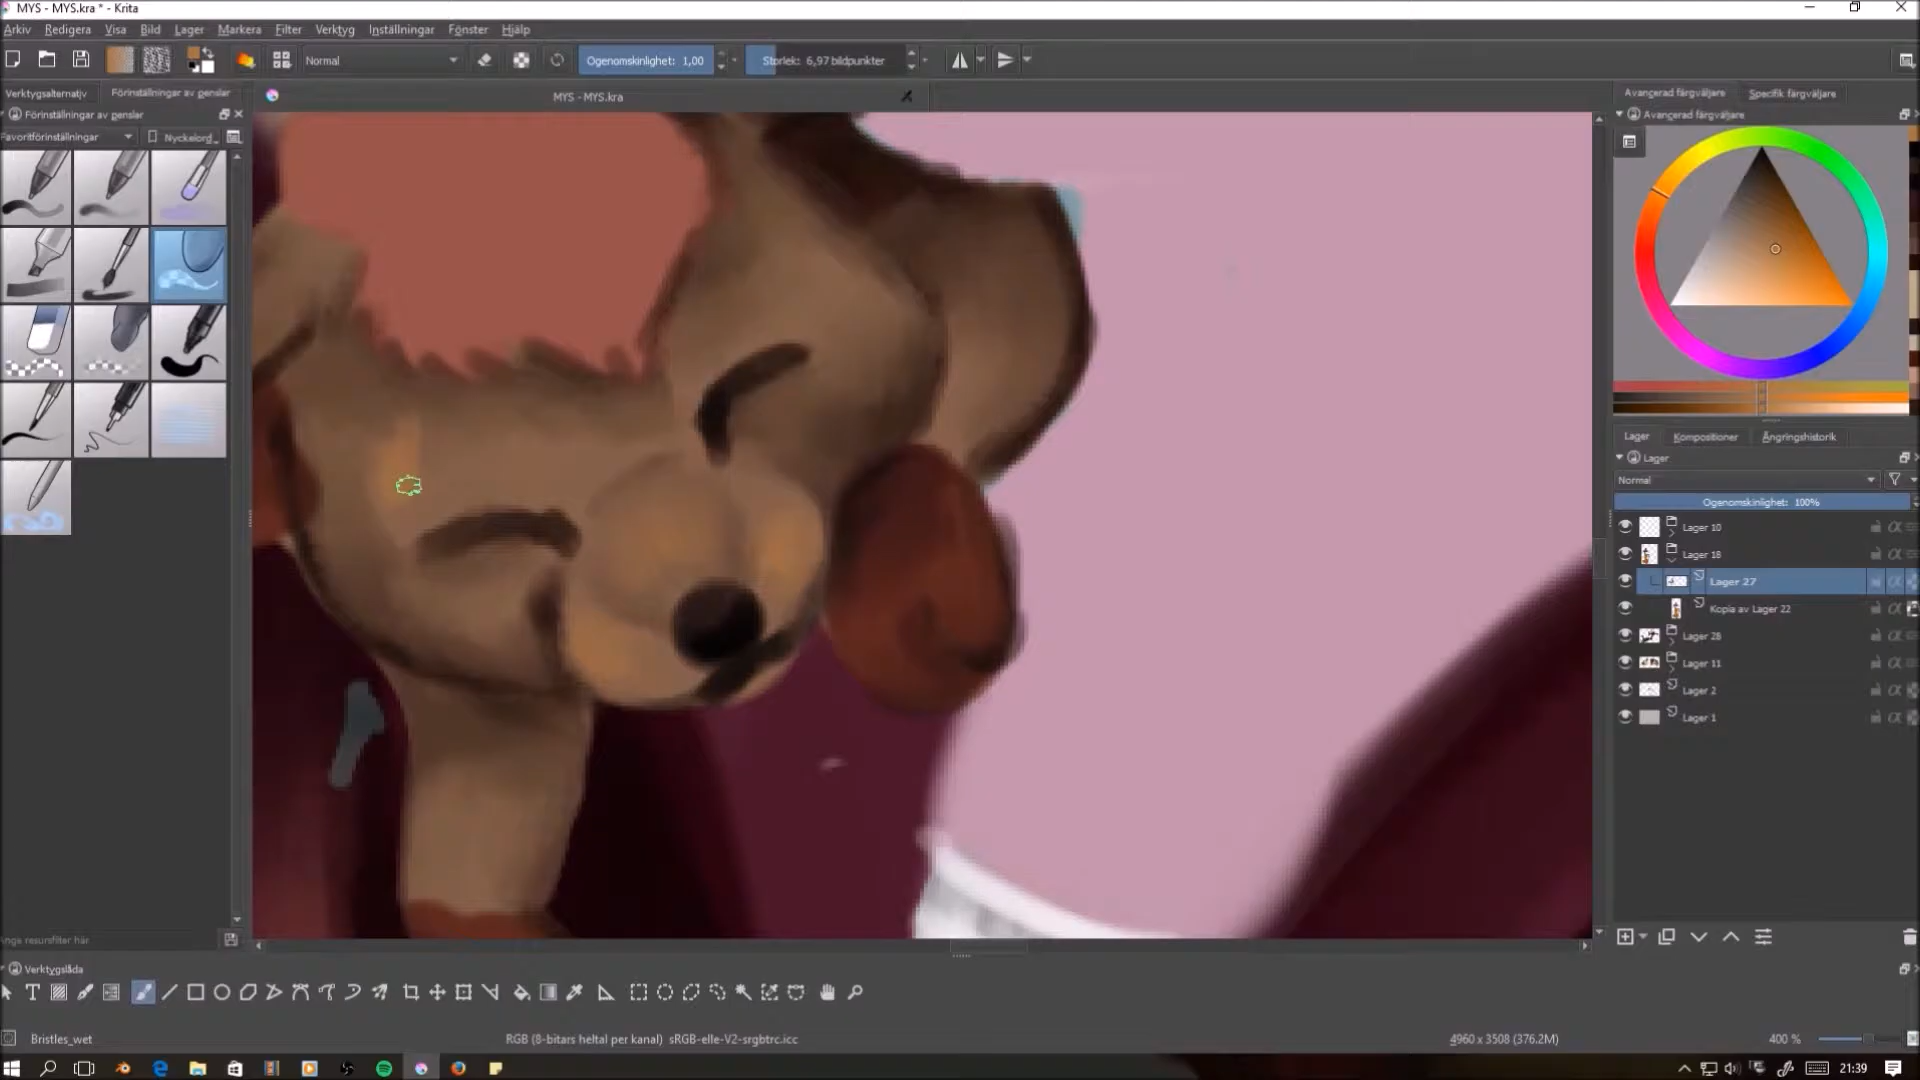 MYS - MYS.kra * - Krita
Arkiv Redigera Visa Bild Lager Markera Filter Verktyg Inställningar Fönster Hjälp
Normal Ogenomskinlighet: 1,00 Storlek: 6,97 bildpunkter
Verktygsalternativ Förinställningar av penslar
MYS - MYS.kra
Avancerad färgväljare Specifik färgväljare
Förinställningar av penslar
Avancerad färgväljare
Favoritförinställningar Nyckelord
Lager Kompositioner Ångringshistorik
Lager
Normal
Ogenomskinlighet: 100%
Lager 10
Lager 18
Lager 27
Kopia av Lager 22
Lager 28
Lager 11
Lager 2
Lager 1
Ange resursfilter här
Verktygslåda
Bristles_wet
RGB (8-bitars heltal per kanal) sRGB-elle-V2-srgbtrc.icc
4960 x 3508 (376.2M)
400 %
21:39